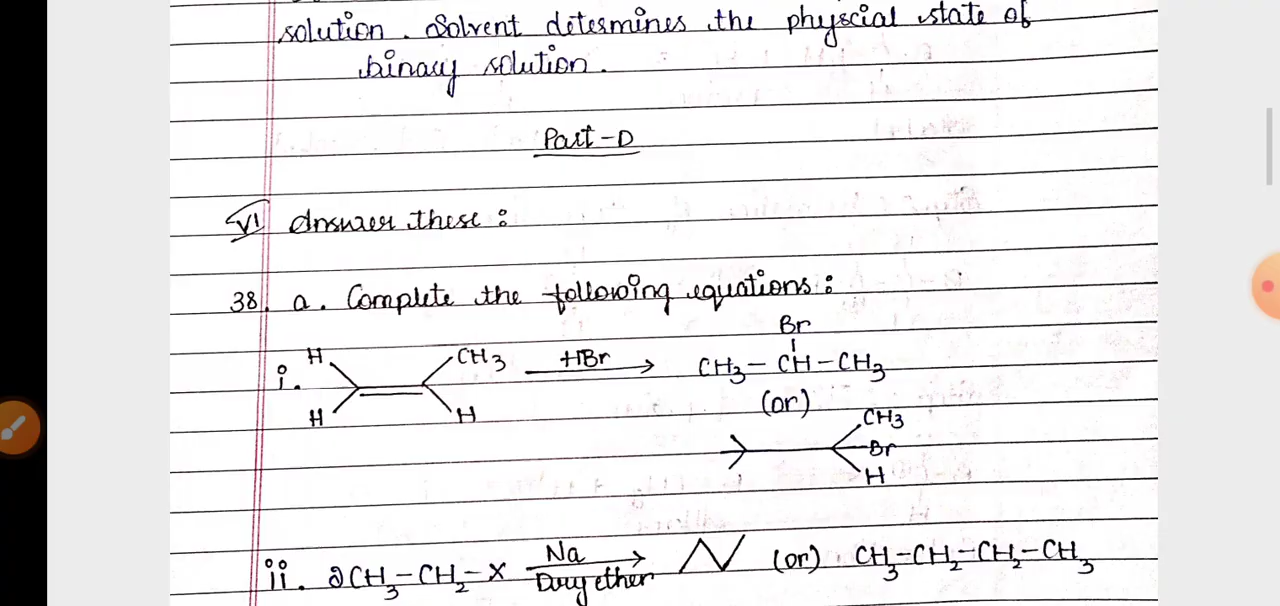 solution. Solvent determines the physcial state of
binary solution.
Part-D
VI Answer these :
38. a. Complete the following equations :
i. H H CH3 H +HBr → CH3 - CH - CH3
Br
(or)
CH3
Br
H
ii. 2CH3-CH2-X Na Dry ether → (or) CH3-CH2-CH2-CH3